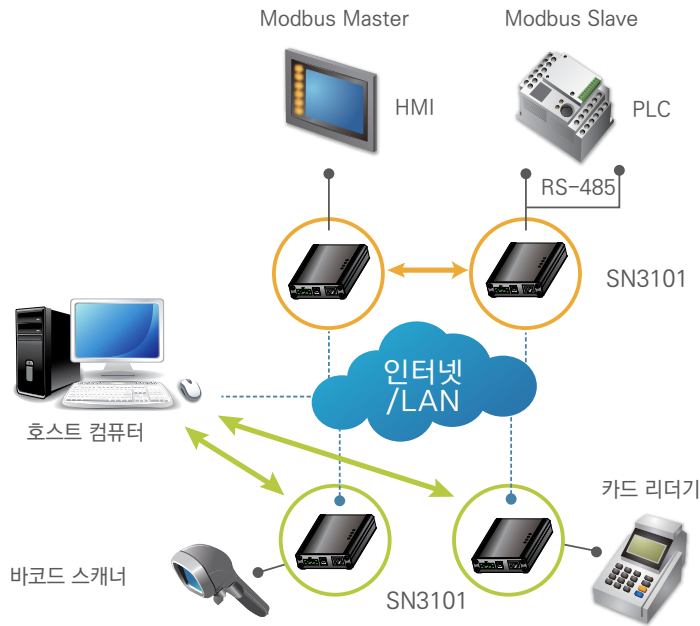 Modbus Master
Modbus Slave
HMI
PLC
RS-485
SN3101
인터넷
/LAN
호스트 컴퓨터
카드 리더기
바코드 스캐너
SN3101